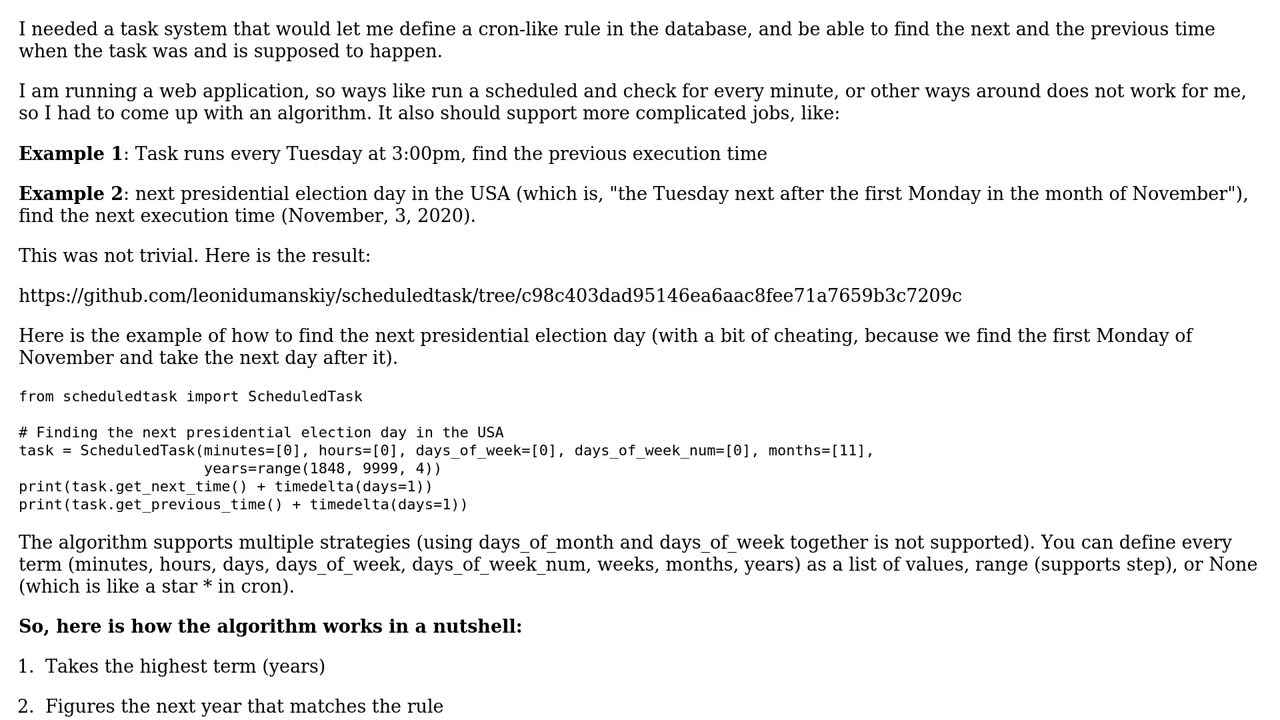 I needed a task system that would let me define a cron-like rule in the database, and be able to find the next and the previous time
when the task was and is supposed to happen.
I am running a web application, so ways like run a scheduled and check for every minute, or other ways around does not work for me,
so I had to come up with an algorithm. It also should support more complicated jobs, like:
Example 1: Task runs every Tuesday at 3:00pm, find the previous execution time
Example 2: next presidential election day in the USA (which is, "the Tuesday next after the first Monday in the month of November"),
find the next execution time (November, 3, 2020).
This was not trivial. Here is the result:
https://github.com/leonidumanskiy/scheduledtask/tree/c98c403dad95146ea6aac8fee71a7659b3c7209c
Here is the example of how to find the next presidential election day (with a bit of cheating, because we find the first Monday of
November and take the next day after it).
from scheduledtask import ScheduledTask
# Finding the next presidential election day in the USA
task = ScheduledTask(minutes=[0], hours=[0], days_of_week=[0], days_of_week_num=[0], months=[11],
                     years=range(1848, 9999, 4))
print(task.get_next_time() + timedelta(days=1))
print(task.get_previous_time() + timedelta(days=1))
The algorithm supports multiple strategies (using days_of_month and days_of_week together is not supported). You can define every
term (minutes, hours, days, days_of_week, days_of_week_num, weeks, months, years) as a list of values, range (supports step), or None
(which is like a star * in cron).
So, here is how the algorithm works in a nutshell:
1. Takes the highest term (years)
2. Figures the next year that matches the rule